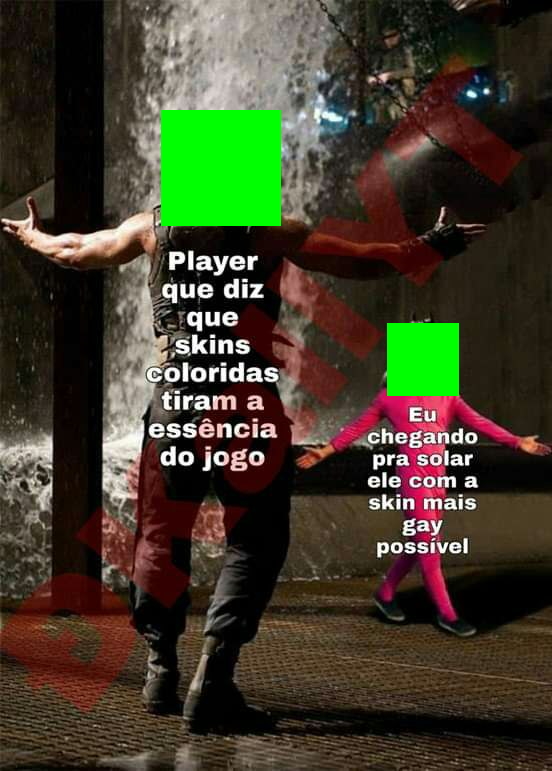 Player
que diz
que
skins
coloridas
tiram a
essência
do jogo
Eu
chegando
pra solar
ele com a
skin mais
gay
possível